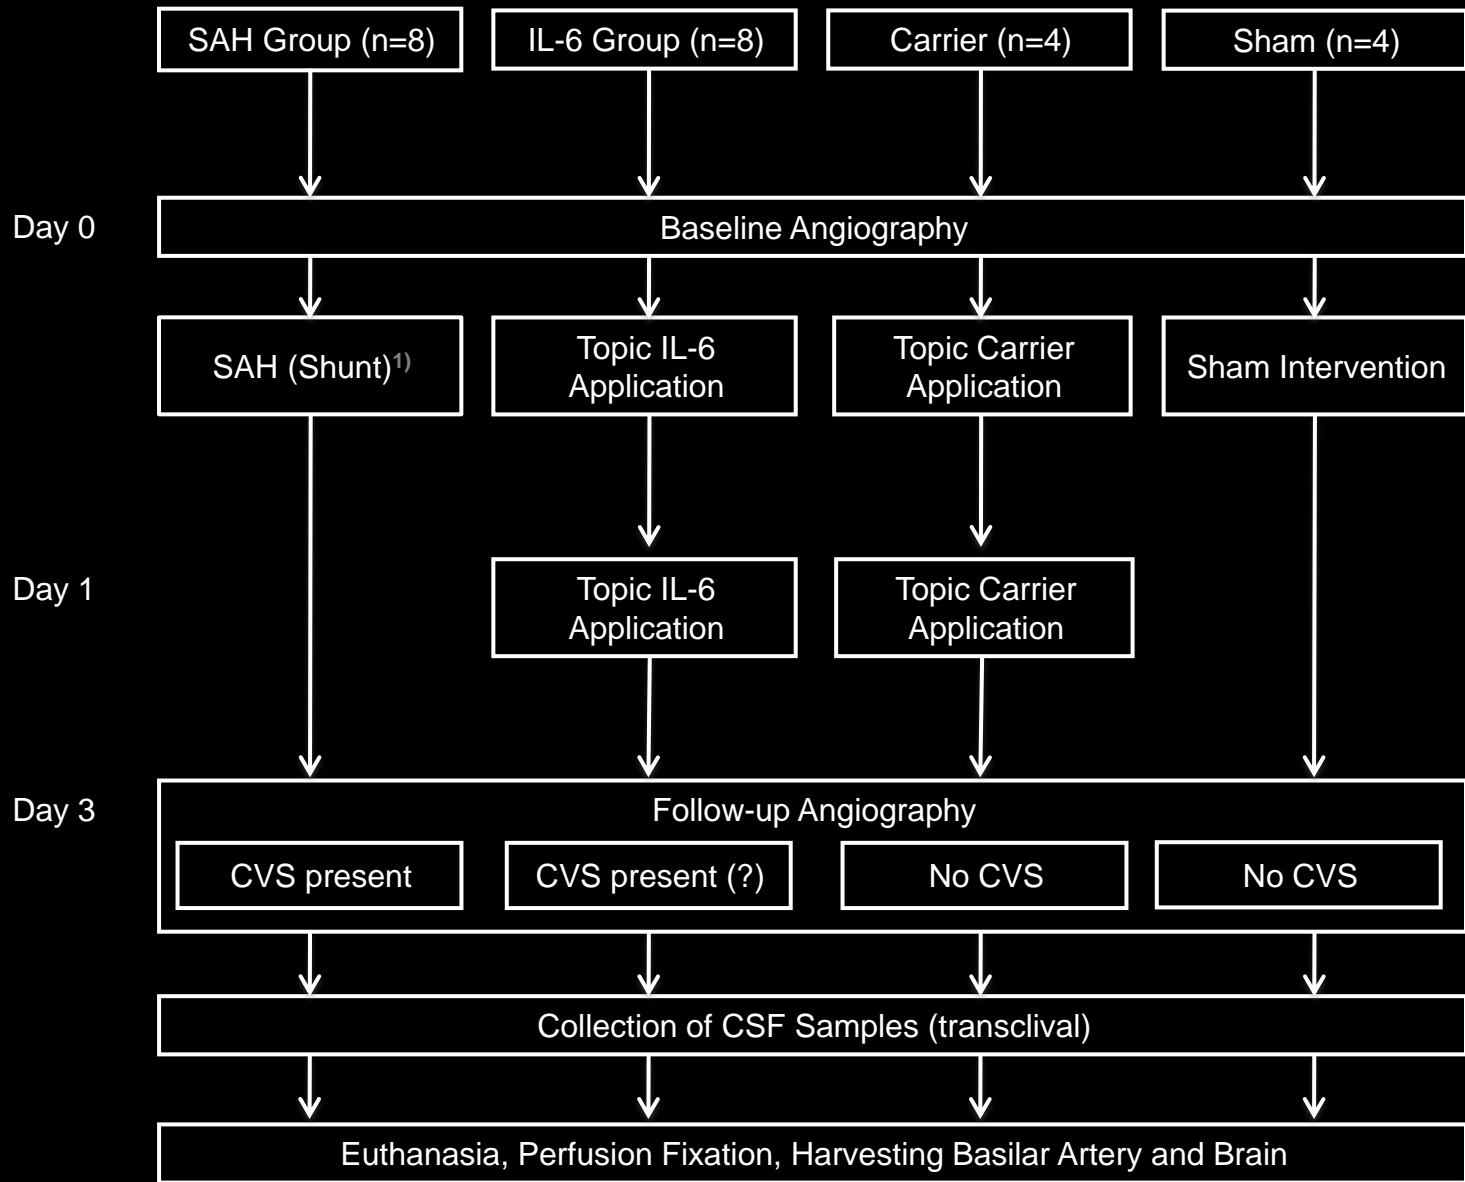 SAH Group (n=8)
IL-6 Group (n=8)
Carrier (n=4)
Sham (n=4)
Day 0
Baseline Angiography
SAH (Shunt)1)
Topic IL-6
Application
Topic Carrier
Application
Sham Intervention
Day 1
Topic IL-6
Application
Topic Carrier
Application
Day 3
Follow-up Angiography
CVS present
CVS present (?)
No CVS
No CVS
Collection of CSF Samples (transclival)
Euthanasia, Perfusion Fixation, Harvesting Basilar Artery and Brain